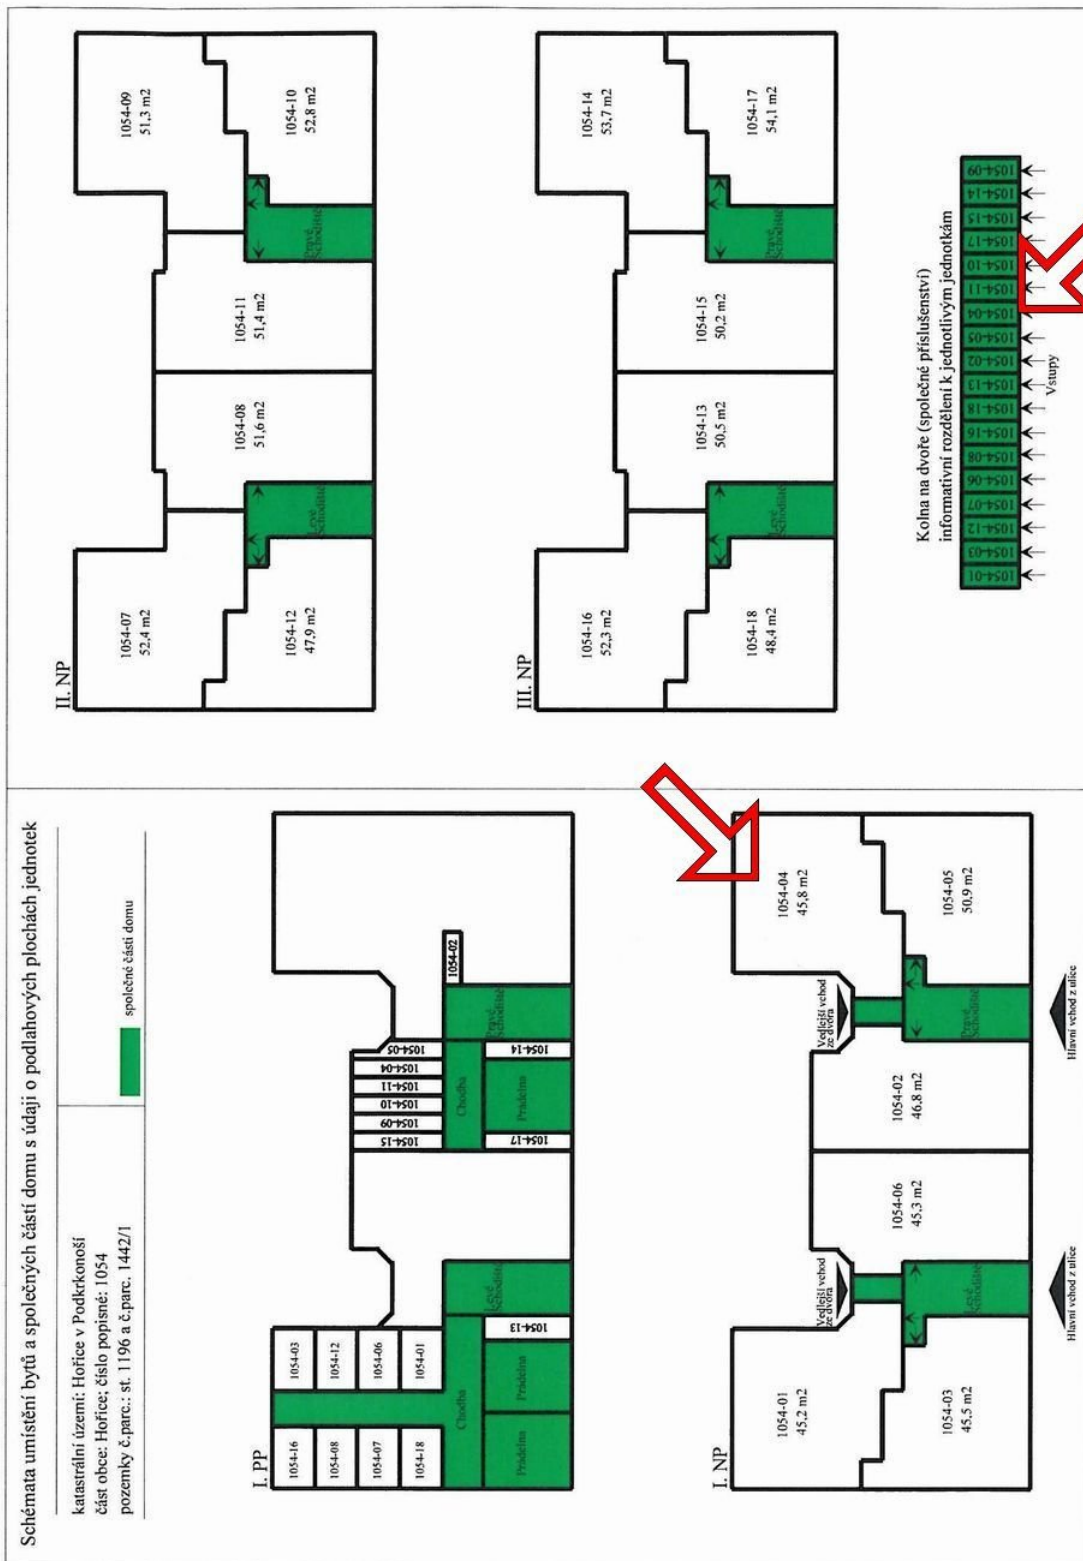 Schémata umístění bytů a společných částí domu s údaji o podlahových plochách jednotek
katastrální území: Hořice v Podkrkonoší
část obce: Hořice; číslo popisné: 1054
pozemky č.parc.: st. 1196 a č.parc. 1442/1
společné části domu
I. PP
1054-16
1054-08
1054-07
1054-18
1054-03
1054-12
1054-06
1054-01
Chodba
Prádelna
Prádelna
1054-13
Levé
Schodiště
1054-15
1054-09
1054-10
1054-11
1054-04
1054-05
Chodba
1054-17
Prádelna
1054-14
Pravé
Schodiště
1054-02
I. NP
1054-01
45,2 m2
1054-03
45,5 m2
Vedlejší vchod
ze dvora
Levé
Schodiště
Hlavní vchod z ulice
1054-06
45,3 m2
1054-02
46,8 m2
Vedlejší vchod
ze dvora
Pravé
Schodiště
Hlavní vchod z ulice
1054-04
45,8 m2
1054-05
50,9 m2
II. NP
1054-07
52,4 m2
1054-12
47,9 m2
Levé
Schodiště
1054-08
51,6 m2
1054-11
51,4 m2
Pravé
Schodiště
1054-09
51,3 m2
1054-10
52,8 m2
III. NP
1054-16
52,3 m2
1054-18
48,4 m2
Levé
Schodiště
1054-13
50,5 m2
1054-15
50,2 m2
Pravé
Schodiště
1054-14
53,7 m2
1054-17
54,1 m2
Kolna na dvoře (společné příslušenství)
informativní rozdělení k jednotlivým jednotkám
1054-01
1054-03
1054-12
1054-07
1054-06
1054-08
1054-16
1054-18
1054-13
1054-02
1054-05
1054-04
1054-11
1054-10
1054-17
1054-15
1054-14
1054-09
Vstupy